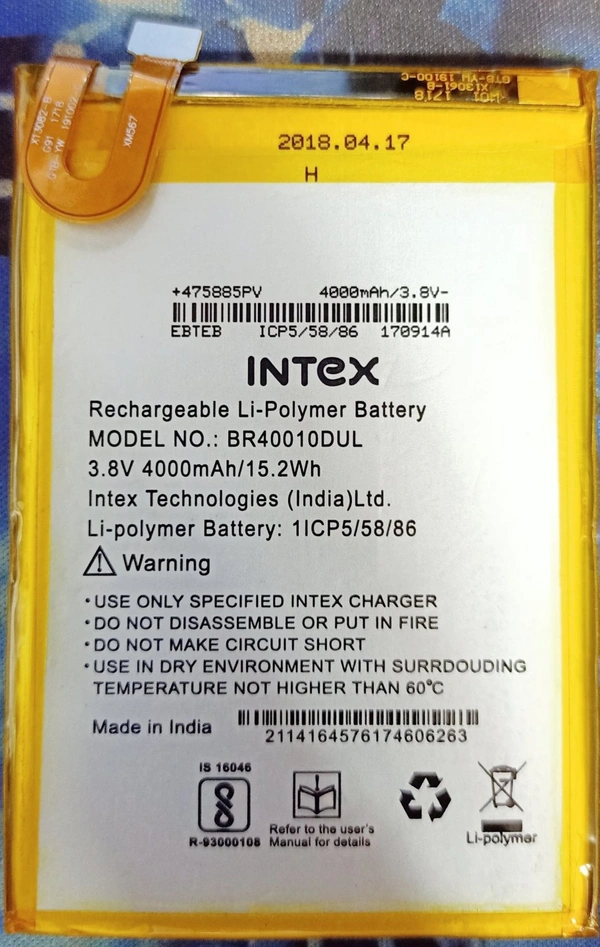 2018.04.17
H
XM567
+475885PV 4000mAh/3.8V-
EBTEB ICP5/58/86 170914A
INTEX
Rechargeable Li-Polymer Battery
MODEL NO.: BR40010DUL
3.8V 4000mAh/15.2Wh
Intex Technologies (India)Ltd.
Li-polymer Battery: 1ICP5/58/86
Warning
·USE ONLY SPECIFIED INTEX CHARGER
·DO NOT DISASSEMBLE OR PUT IN FIRE
·DO NOT MAKE CIRCUIT SHORT
·USE IN DRY ENVIRONMENT WITH SURRDOUDING
TEMPERATURE NOT HIGHER THAN 60℃
Made in India
2114164576174606263
IS 16046
R-93000108
Refer to the user's
Manual for details
Li-polymer